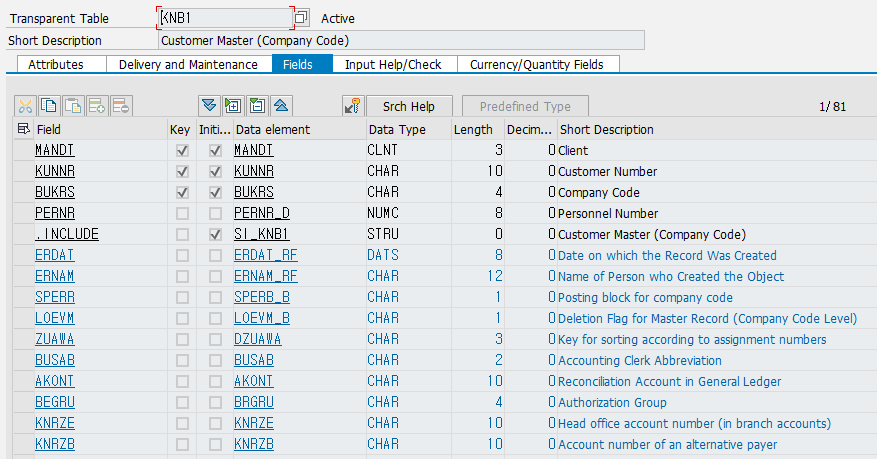 Transparent Table KNB1 Active
Short Description Customer Master (Company Code)
Attributes Delivery and Maintenance Fields Input Help/Check Currency/Quantity Fields
Srch Help Predefined Type 1/ 81
Field Key Initi... Data element Data Type Length Decim... Short Description
MANDT MANDT CLNT 3 0 Client
KUNNR KUNNR CHAR 10 0 Customer Number
BUKRS BUKRS CHAR 4 0 Company Code
PERNR PERNR_D NUMC 8 0 Personnel Number
.INCLUDE SI_KNB1 STRU 0 0 Customer Master (Company Code)
ERDAT ERDAT_RF DATS 8 0 Date on which the Record Was Created
ERNAM ERNAM_RF CHAR 12 0 Name of Person who Created the Object
SPERR SPERB_B CHAR 1 0 Posting block for company code
LOEVM LOEVM_B CHAR 1 0 Deletion Flag for Master Record (Company Code Level)
ZUAWA DZUAWA CHAR 3 0 Key for sorting according to assignment numbers
BUSAB BUSAB CHAR 2 0 Accounting Clerk Abbreviation
AKONT AKONT CHAR 10 0 Reconciliation Account in General Ledger
BEGRU BRGRU CHAR 4 0 Authorization Group
KNRZE KNRZE CHAR 10 0 Head office account number (in branch accounts)
KNRZB KNRZB CHAR 10 0 Account number of an alternative payer